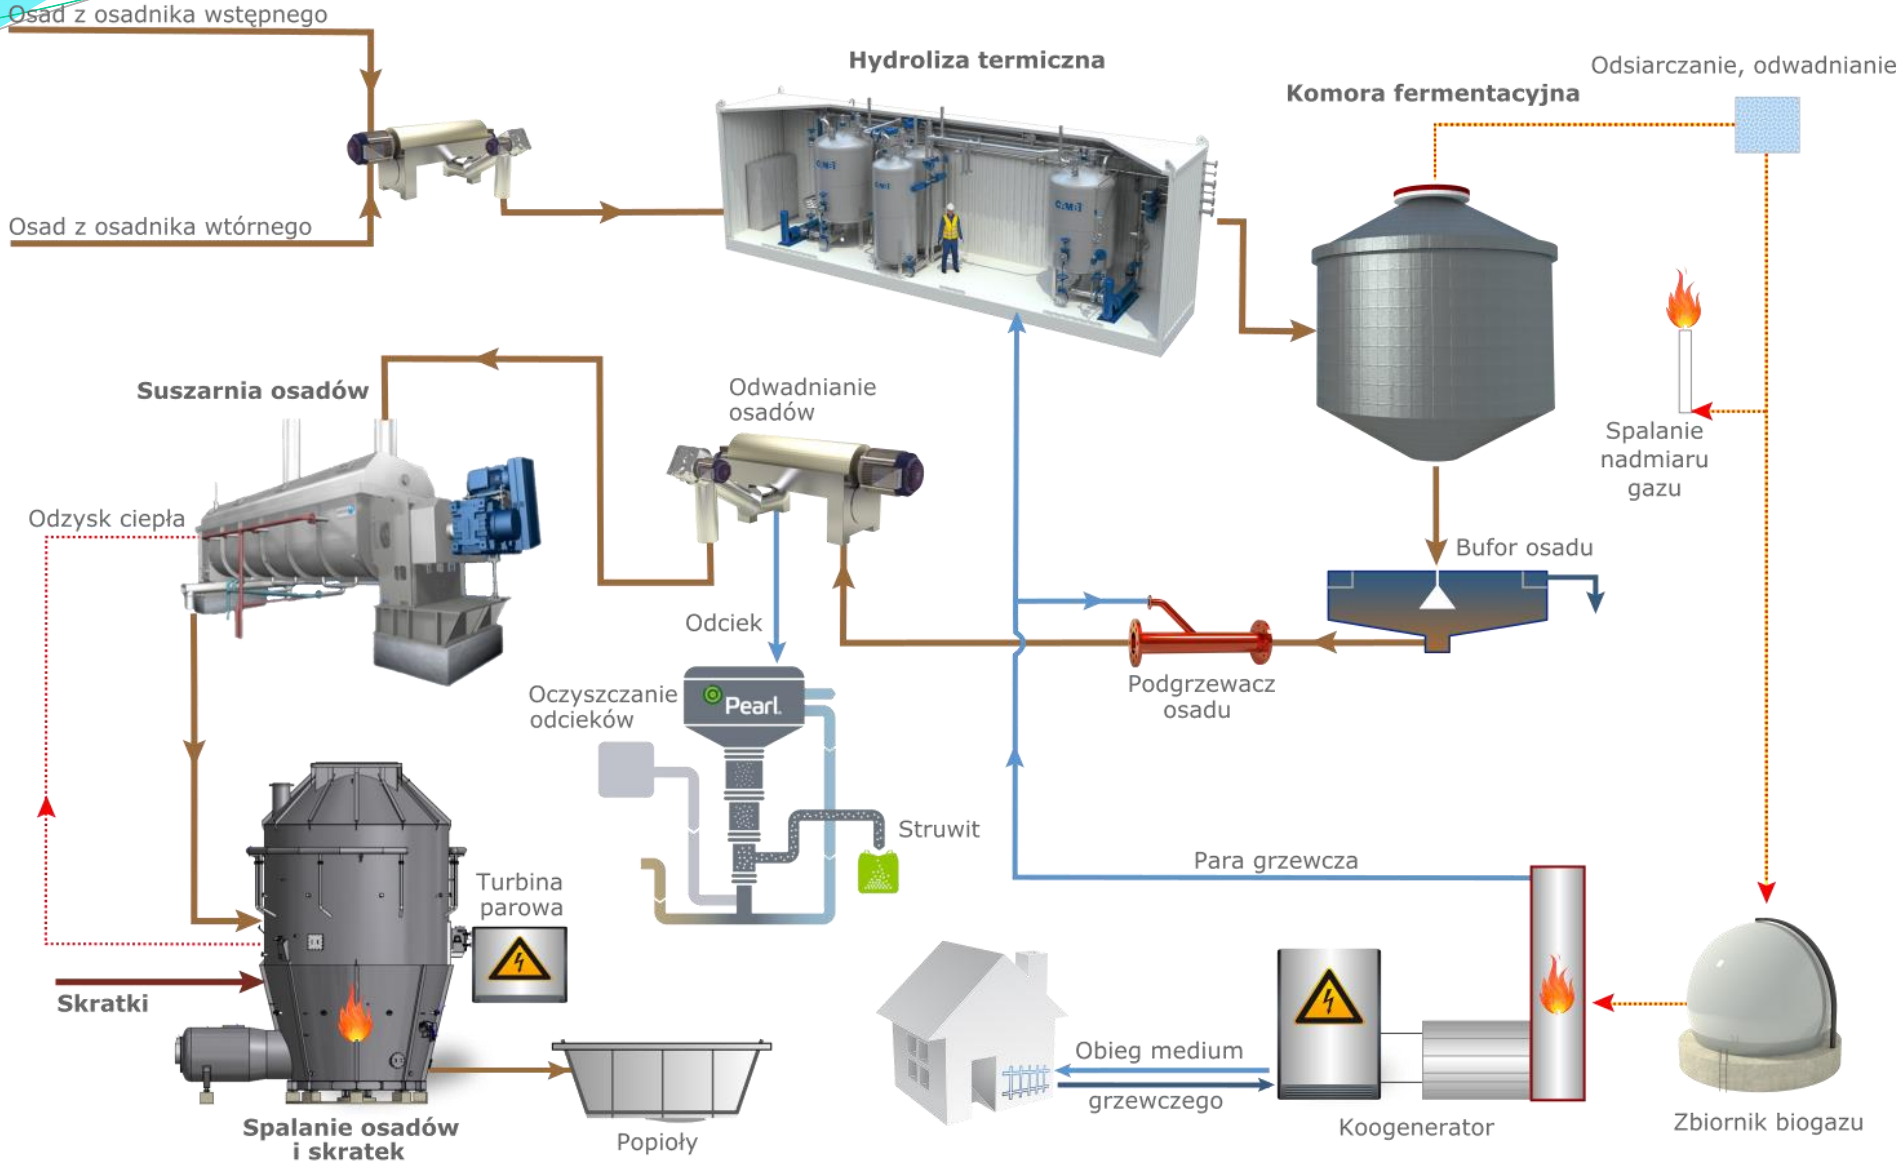 Osad z osadnika wstępnego
Hydroliza termiczna
Odsiarczanie, odwadnianie
Komora fermentacyjna
Osad z osadnika wtórnego
Suszarnia osadów
Odwadnianie
osadów
Spalanie
nadmiaru
gazu
Odzysk ciepła
Bufor osadu
Odciek
Podgrzewacz
osadu
Oczyszczanie
odcieków
Pearl
Struwit
Para grzewcza
Turbina
parowa
Skratki
Obieg medium
grzewczego
Koogenerator
Zbiornik biogazu
Spalanie osadów
i skratek
Popioły